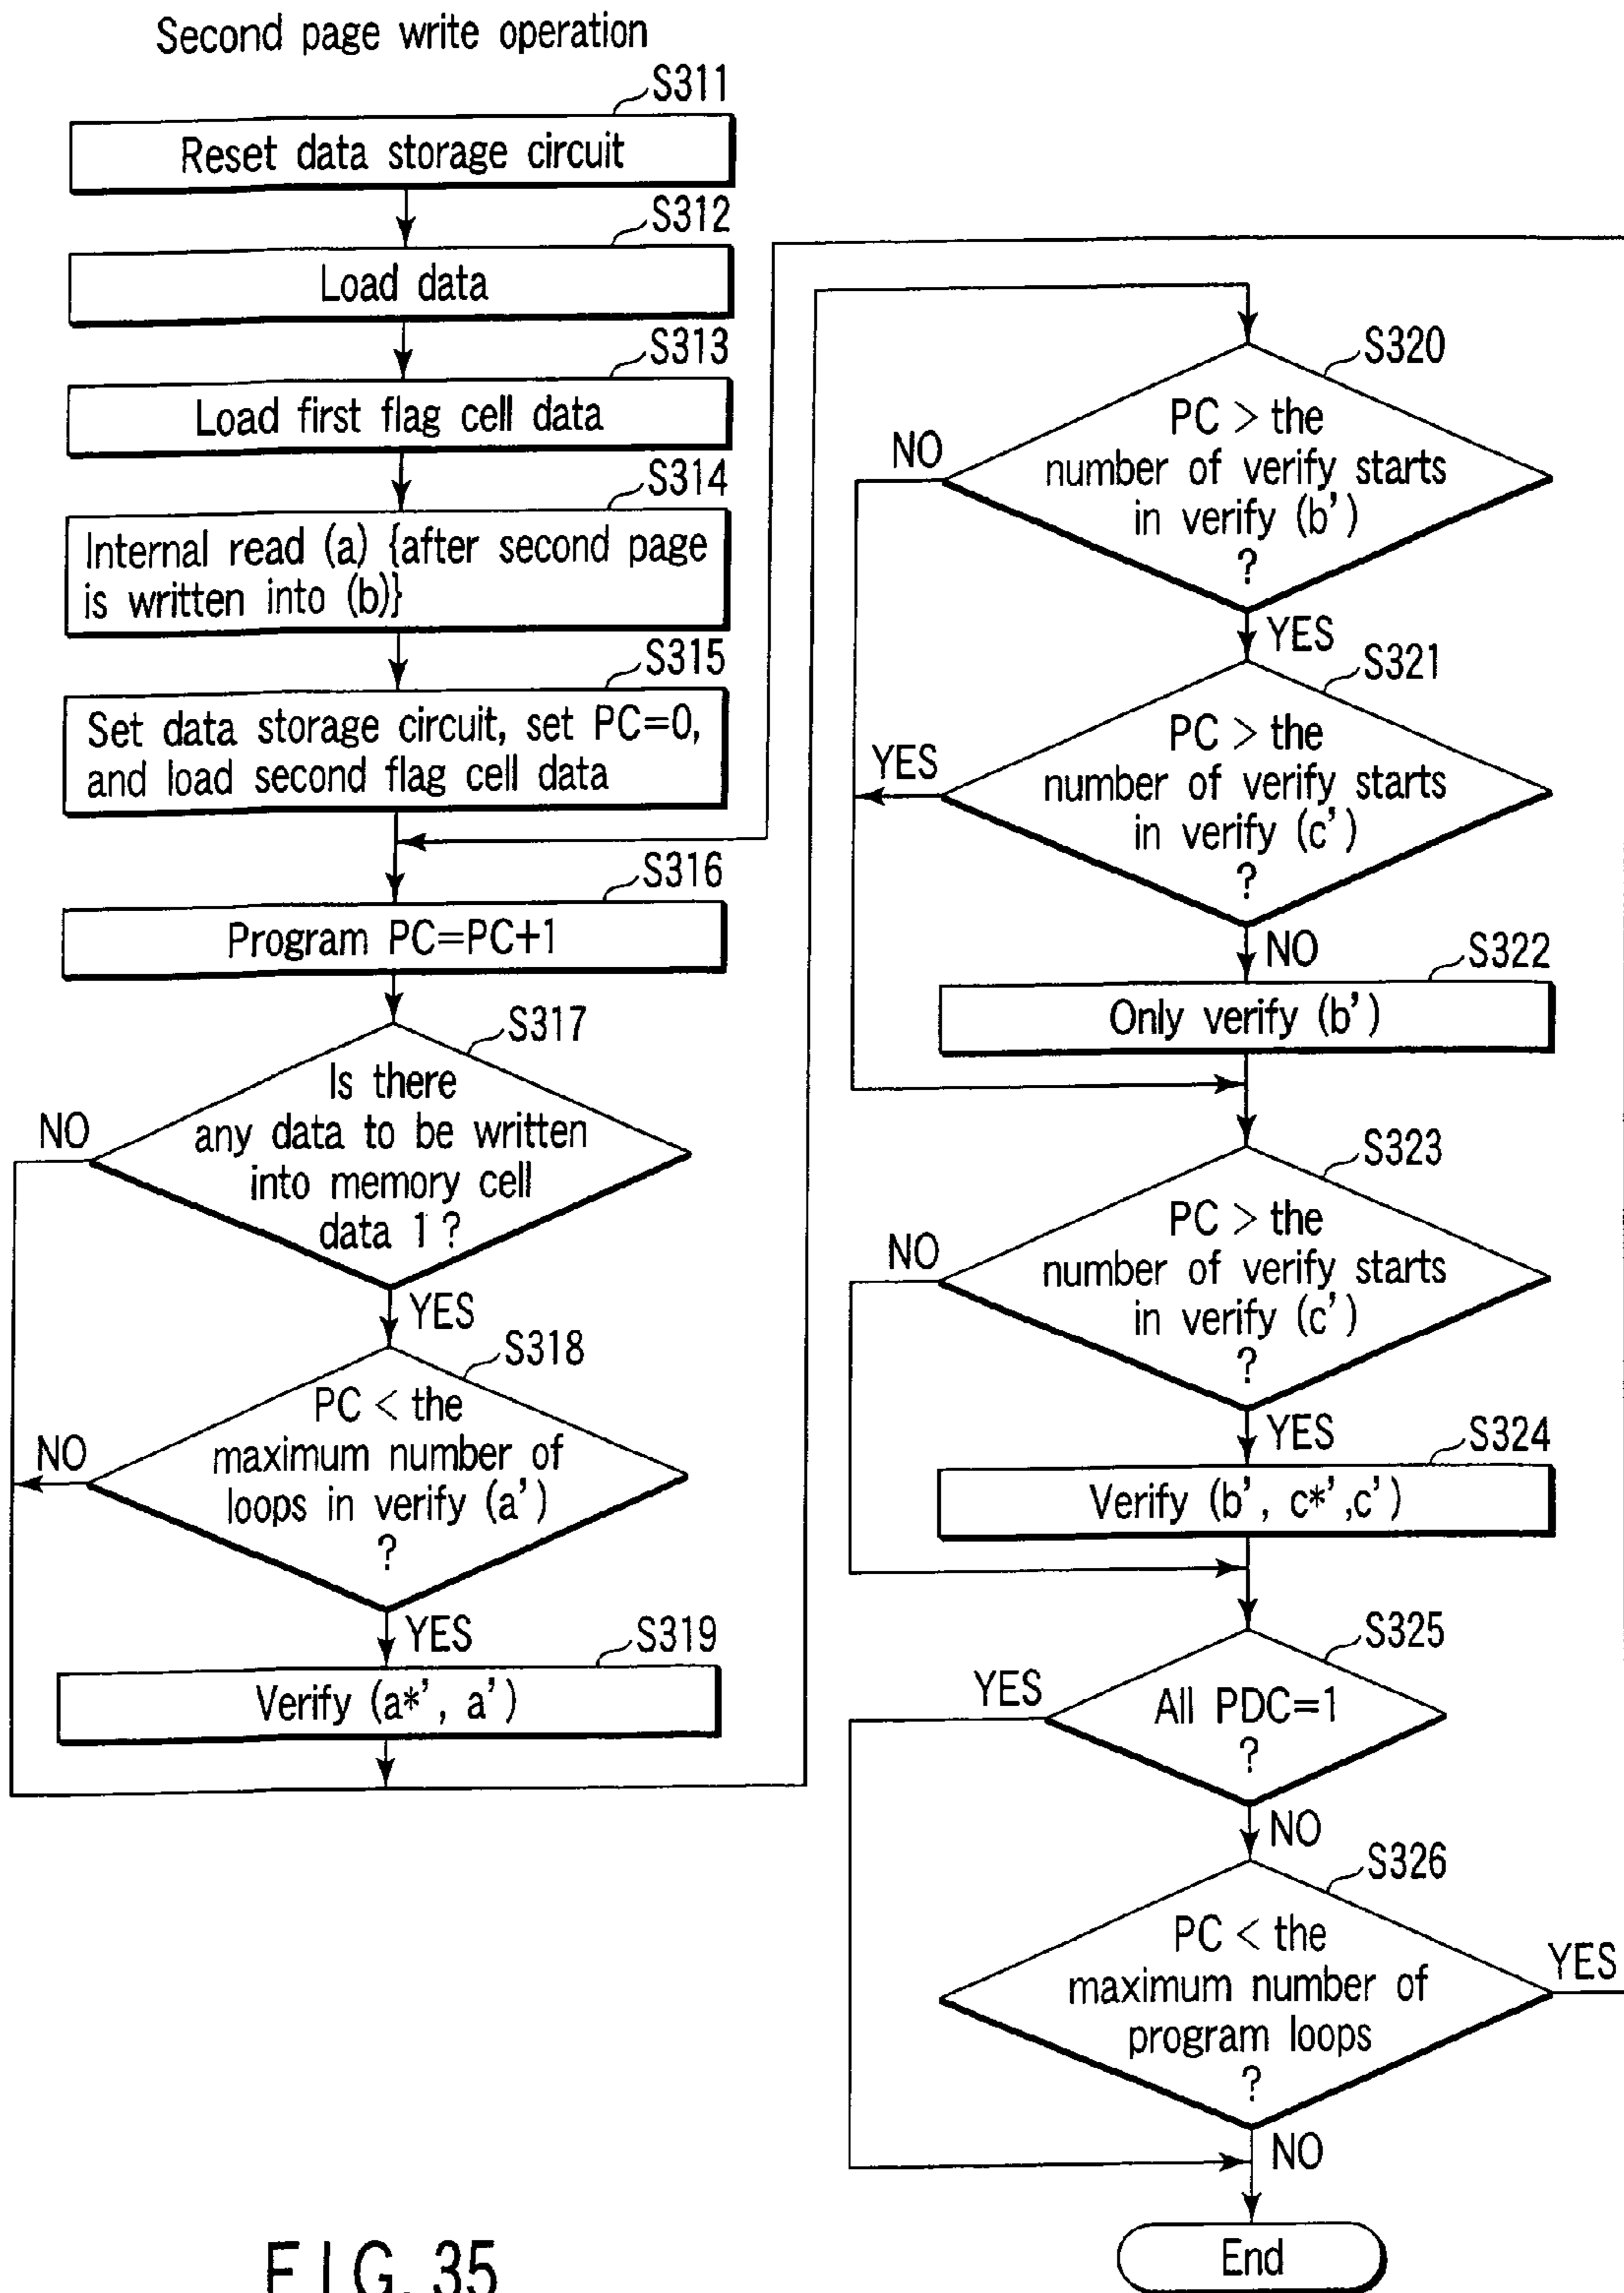 Second page write operation
S311
Reset data storage circuit
S312
Load data
S313
Load first flag cell data
S314
Internal read (a) {after second page
is written into (b)}
S315
Set data storage circuit, set PC=0,
and load second flag cell data
S316
Program PC=PC+1
S317
Is there
any data to be written
into memory cell
data 1 ?
NO
YES
S318
PC < the
maximum number of
loops in verify (a')
?
NO
YES
S319
Verify (a*', a')
S320
PC > the
number of verify starts
in verify (b')
?
NO
YES
S321
PC > the
number of verify starts
in verify (c')
?
YES
NO
S322
Only verify (b')
S323
PC > the
number of verify starts
in verify (c')
?
NO
YES
S324
Verify (b', c*',c')
S325
All PDC=1
?
YES
NO
S326
PC < the
maximum number of
program loops
?
YES
NO
End
FIG. 35